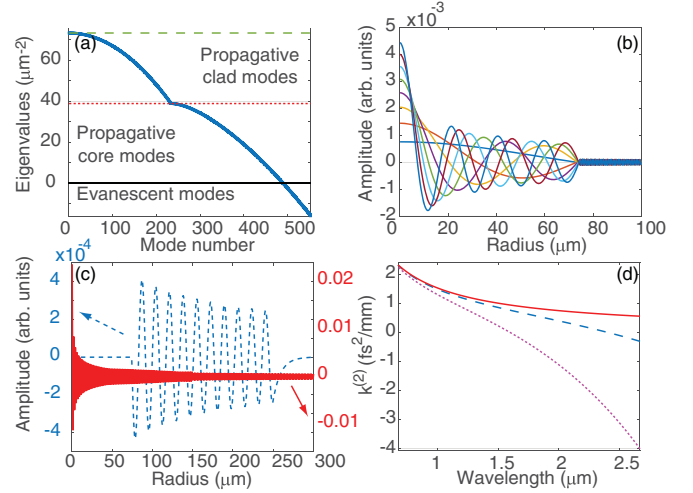 (a)
Propagative
clad modes
Propagative
core modes
Evanescent modes
Eigenvalues (μm-2)
80
40
0
0 100 200 300 400 500
Mode number
×10-3
(b)
Amplitude (arb. units)
5
4
3
2
1
0
-1
-2
0 20 40 60 80 100
Radius (μm)
x10-4
(c)
Amplitude (arb. units)
4
2
0
-2
-4
0.02
0.01
0
-0.01
0 50 100 150 200 250 300
Radius (μm)
(d)
k(2) (fs2/mm)
2
1
0
-1
-2
-3
-4
1 1.5 2 2.5
Wavelength (μm)